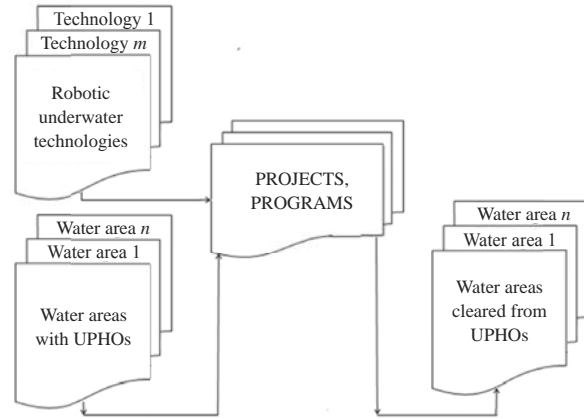 Technology 1
Technology m
Robotic
underwater
technologies
PROJECTS,
PROGRAMS
Water area n
Water area 1
Water areas
with UPHOs
Water area n
Water area 1
Water areas
cleared from
UPHOs